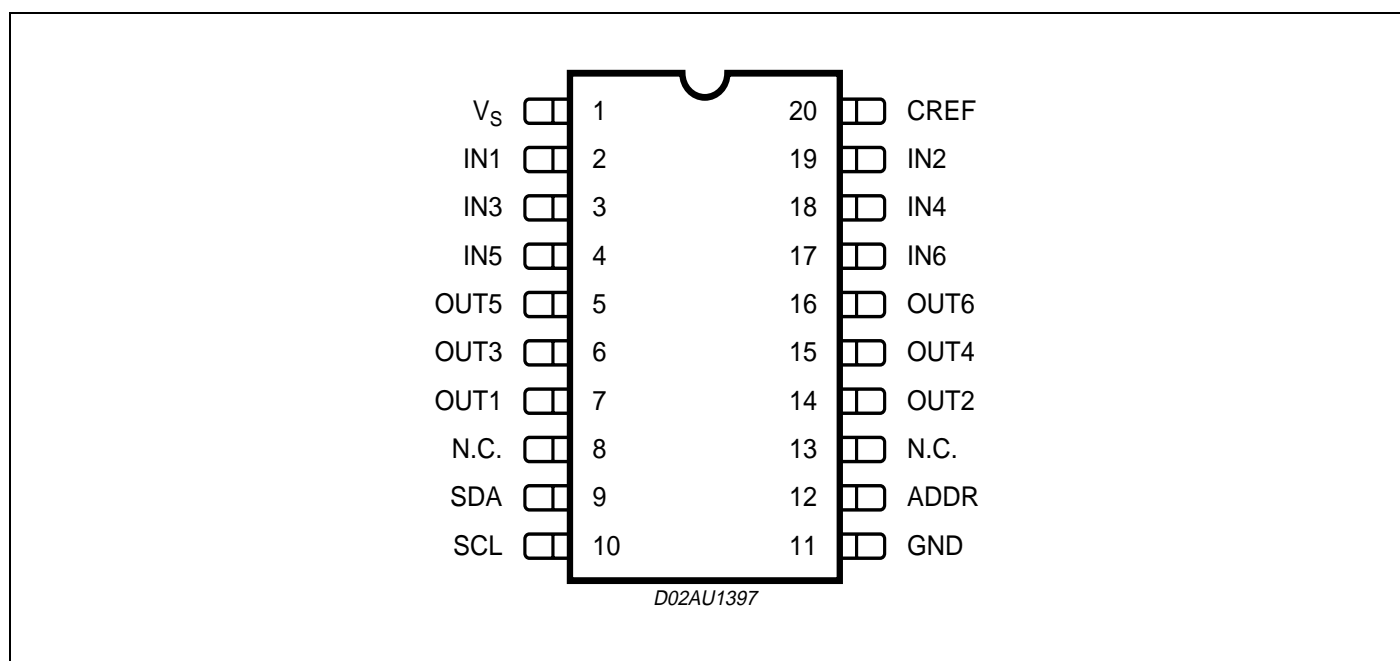 VS 1 20 CREF
IN1 2 19 IN2
IN3 3 18 IN4
IN5 4 17 IN6
OUT5 5 16 OUT6
OUT3 6 15 OUT4
OUT1 7 14 OUT2
N.C. 8 13 N.C.
SDA 9 12 ADDR
SCL 10 11 GND
D02AU1397